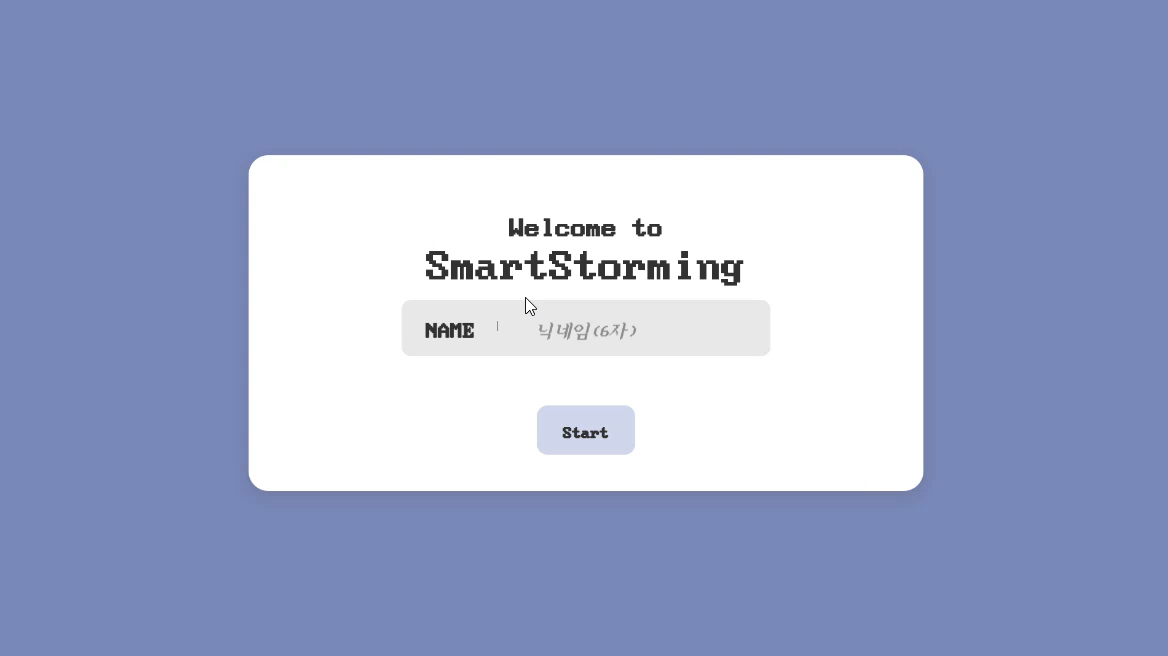 Welcome to
SmartStorming
NAME | 닉네임(6자)
Start